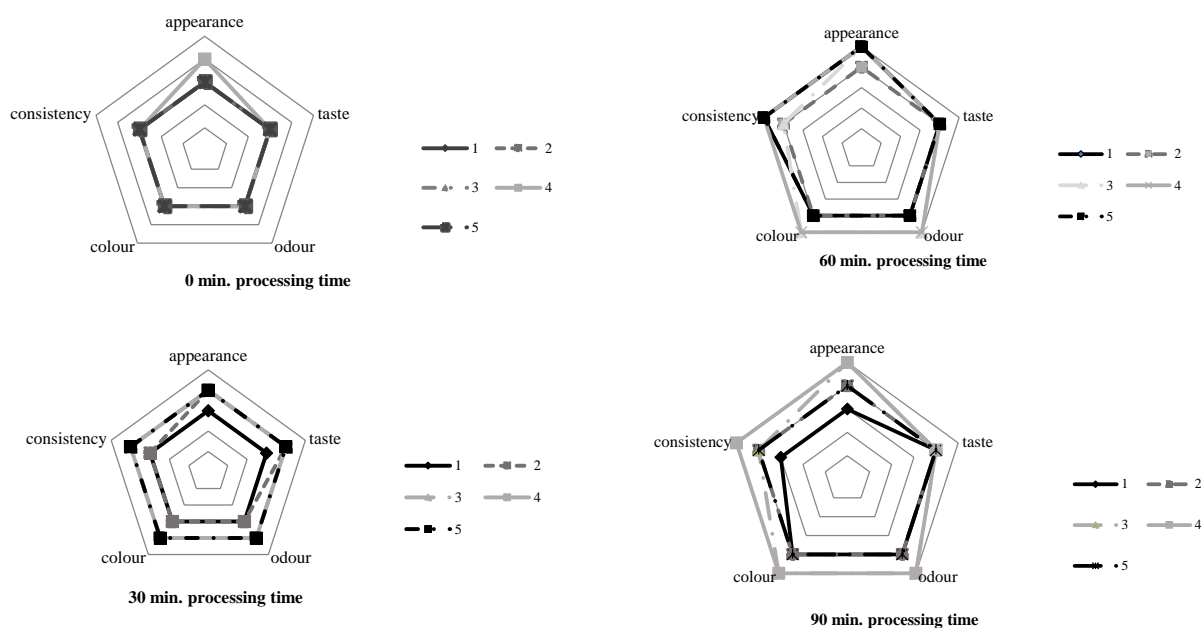 appearance
consistency
taste
colour
odour
1
2
3
4
5
0 min. processing time
appearance
consistency
taste
colour
odour
1
2
3
4
5
60 min. processing time
appearance
consistency
taste
colour
odour
1
2
3
4
5
30 min. processing time
appearance
consistency
taste
colour
odour
1
2
3
4
5
90 min. processing time